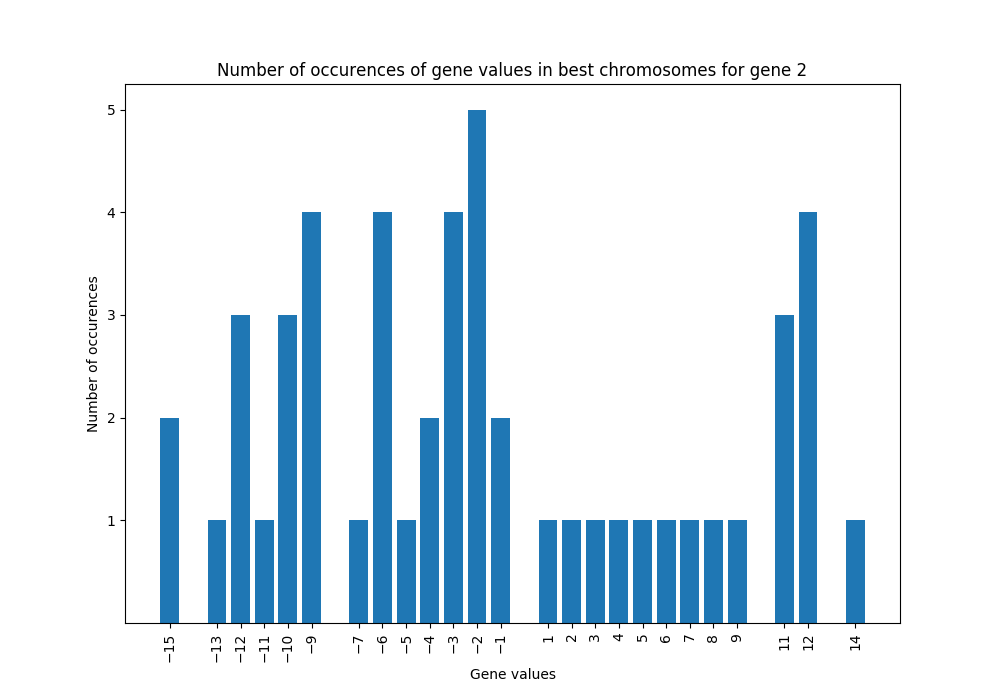 Number of occurences of gene values in best chromosomes for gene 2
Number of occurences
5
4
3
2
1
−15 −13 −12 −11 −10 −9 −7 −6 −5 −4 −3 −2 −1 1 2 3 4 5 6 7 8 9 11 12 14
Gene values